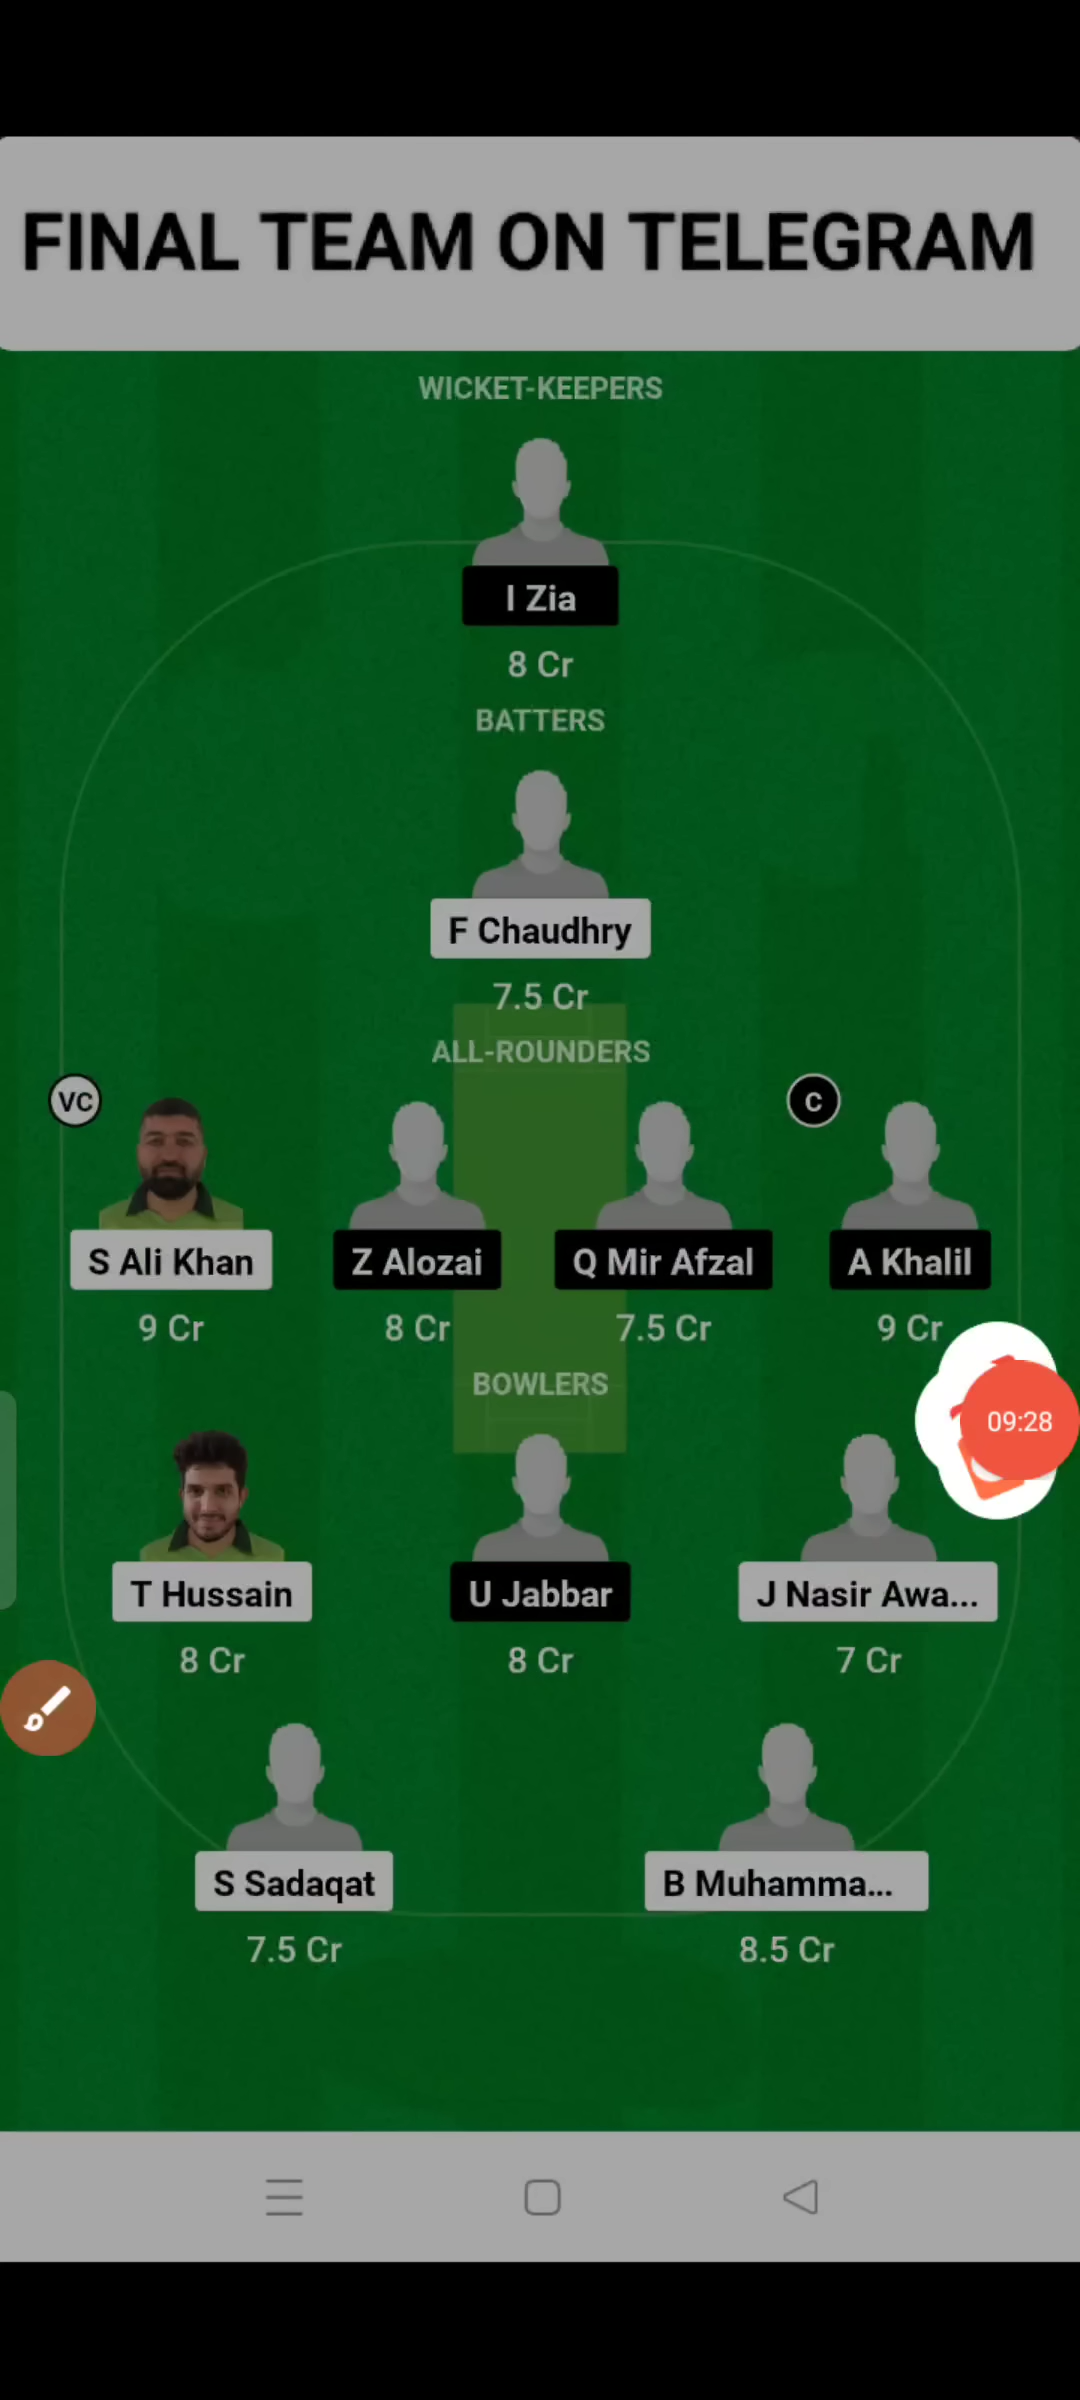 FINAL TEAM ON TELEGRAM
WICKET-KEEPERS
I Zia
8 Cr
BATTERS
F Chaudhry
7.5 Cr
ALL-ROUNDERS
VC
C
S Ali Khan
Z Alozai
Q Mir Afzal
A Khalil
9 Cr
8 Cr
7.5 Cr
9 Cr
BOWLERS
09:28
T Hussain
U Jabbar
J Nasir Awa...
8 Cr
8 Cr
7 Cr
S Sadaqat
B Muhamma...
7.5 Cr
8.5 Cr